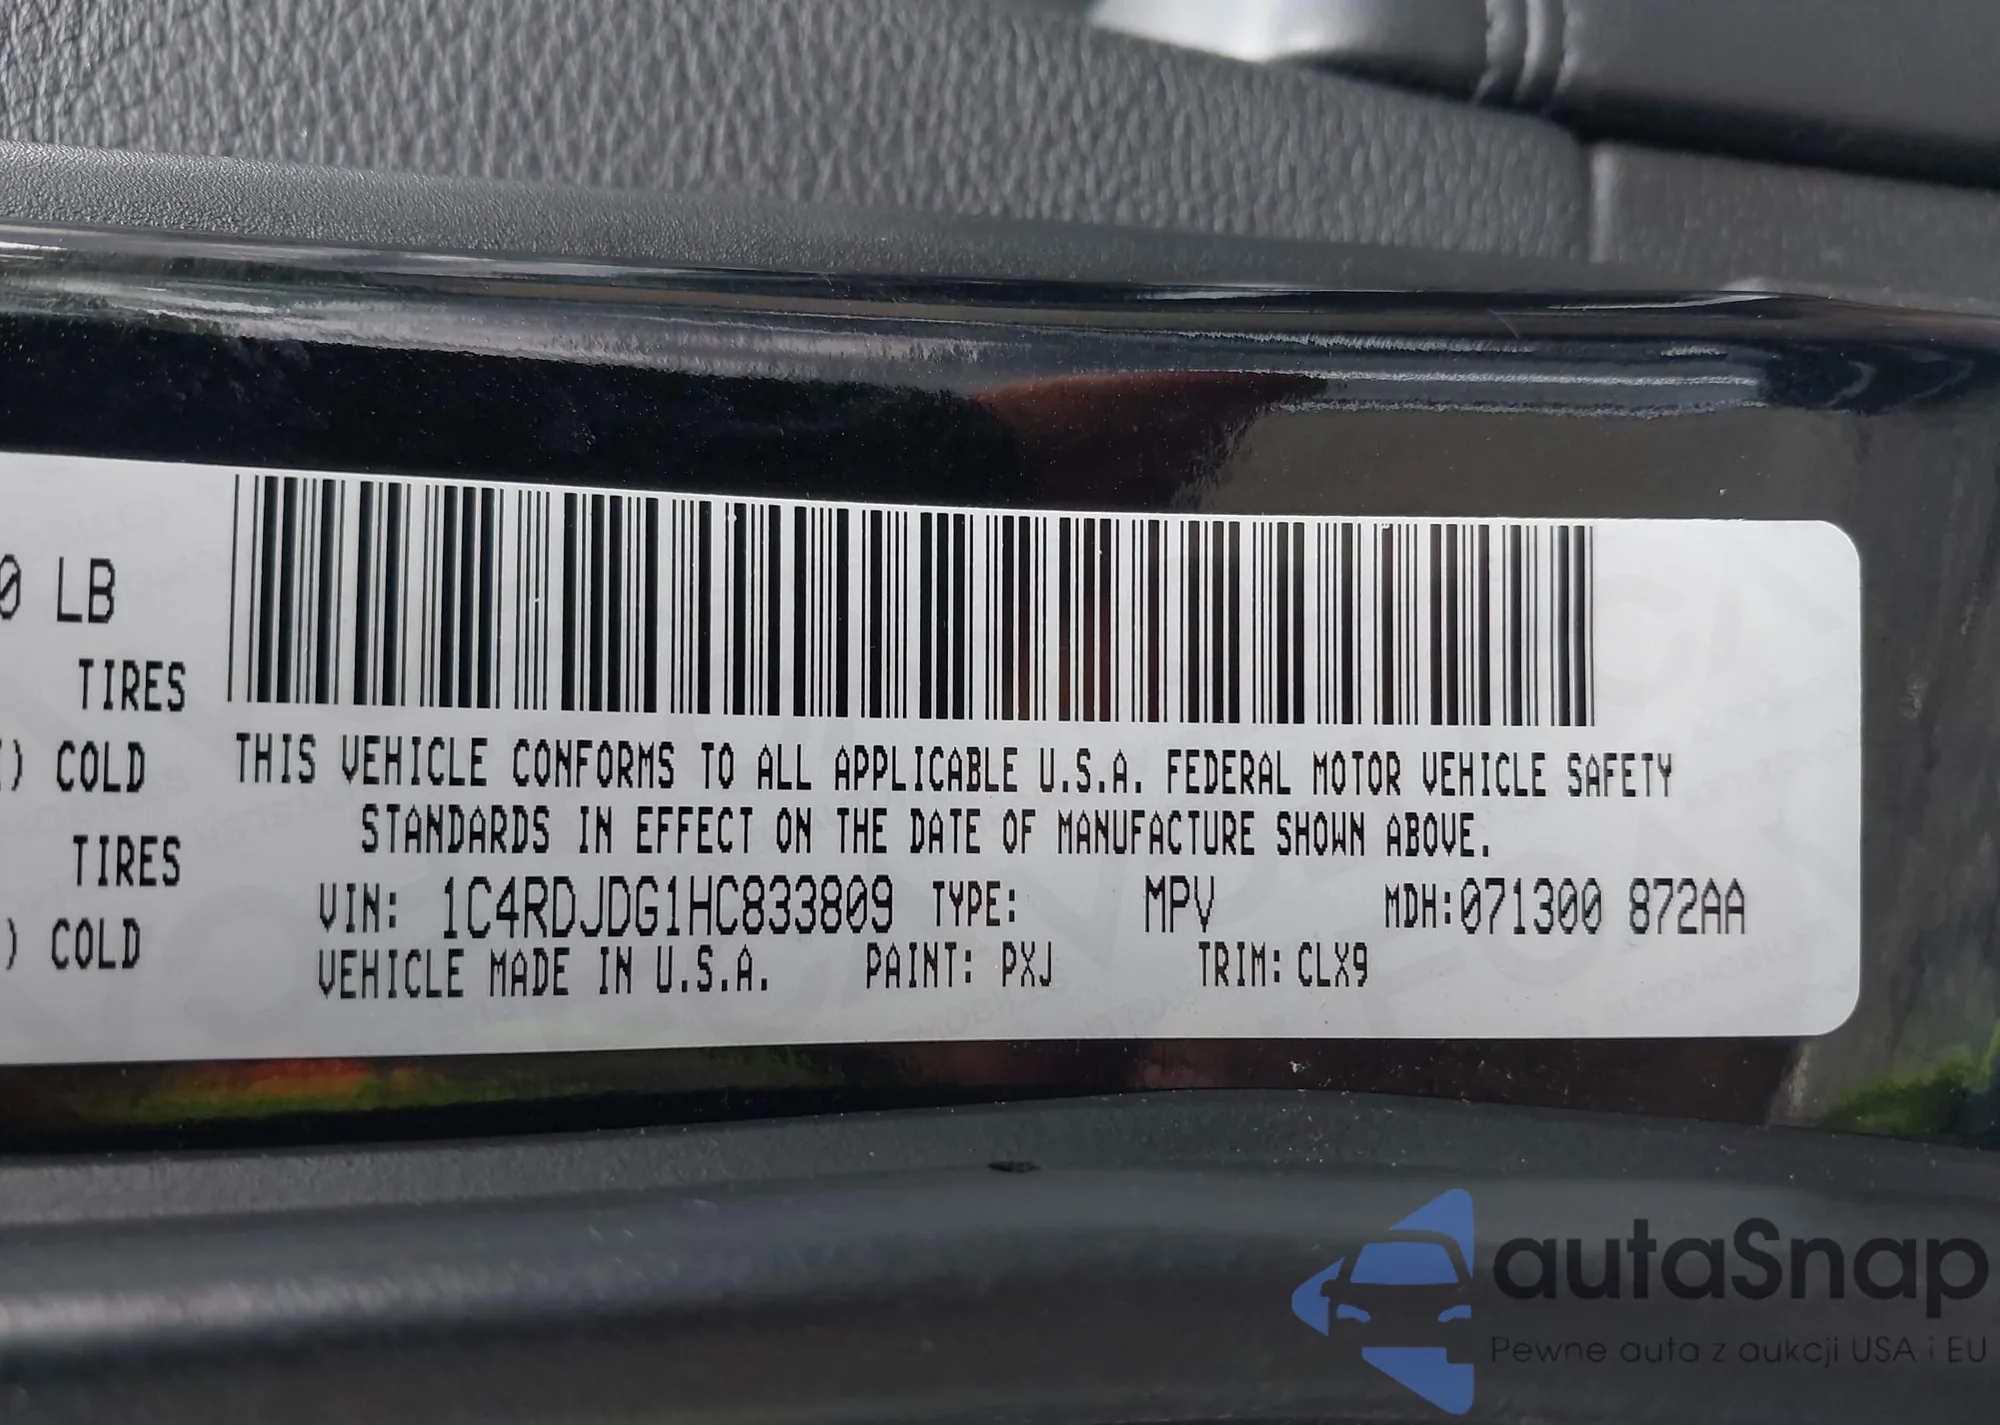 0 LB
TIRES
) COLD
TIRES
) COLD
THIS VEHICLE CONFORMS TO ALL APPLICABLE U.S.A. FEDERAL MOTOR VEHICLE SAFETY
STANDARDS IN EFFECT ON THE DATE OF MANUFACTURE SHOWN ABOVE.
VIN: 1C4RDJDG1HC833809 TYPE: MPV MDH:071300 872AA
VEHICLE MADE IN U.S.A. PAINT: PXJ TRIM: CLX9
autaSnap
Pewne auta z aukcji USA i EU